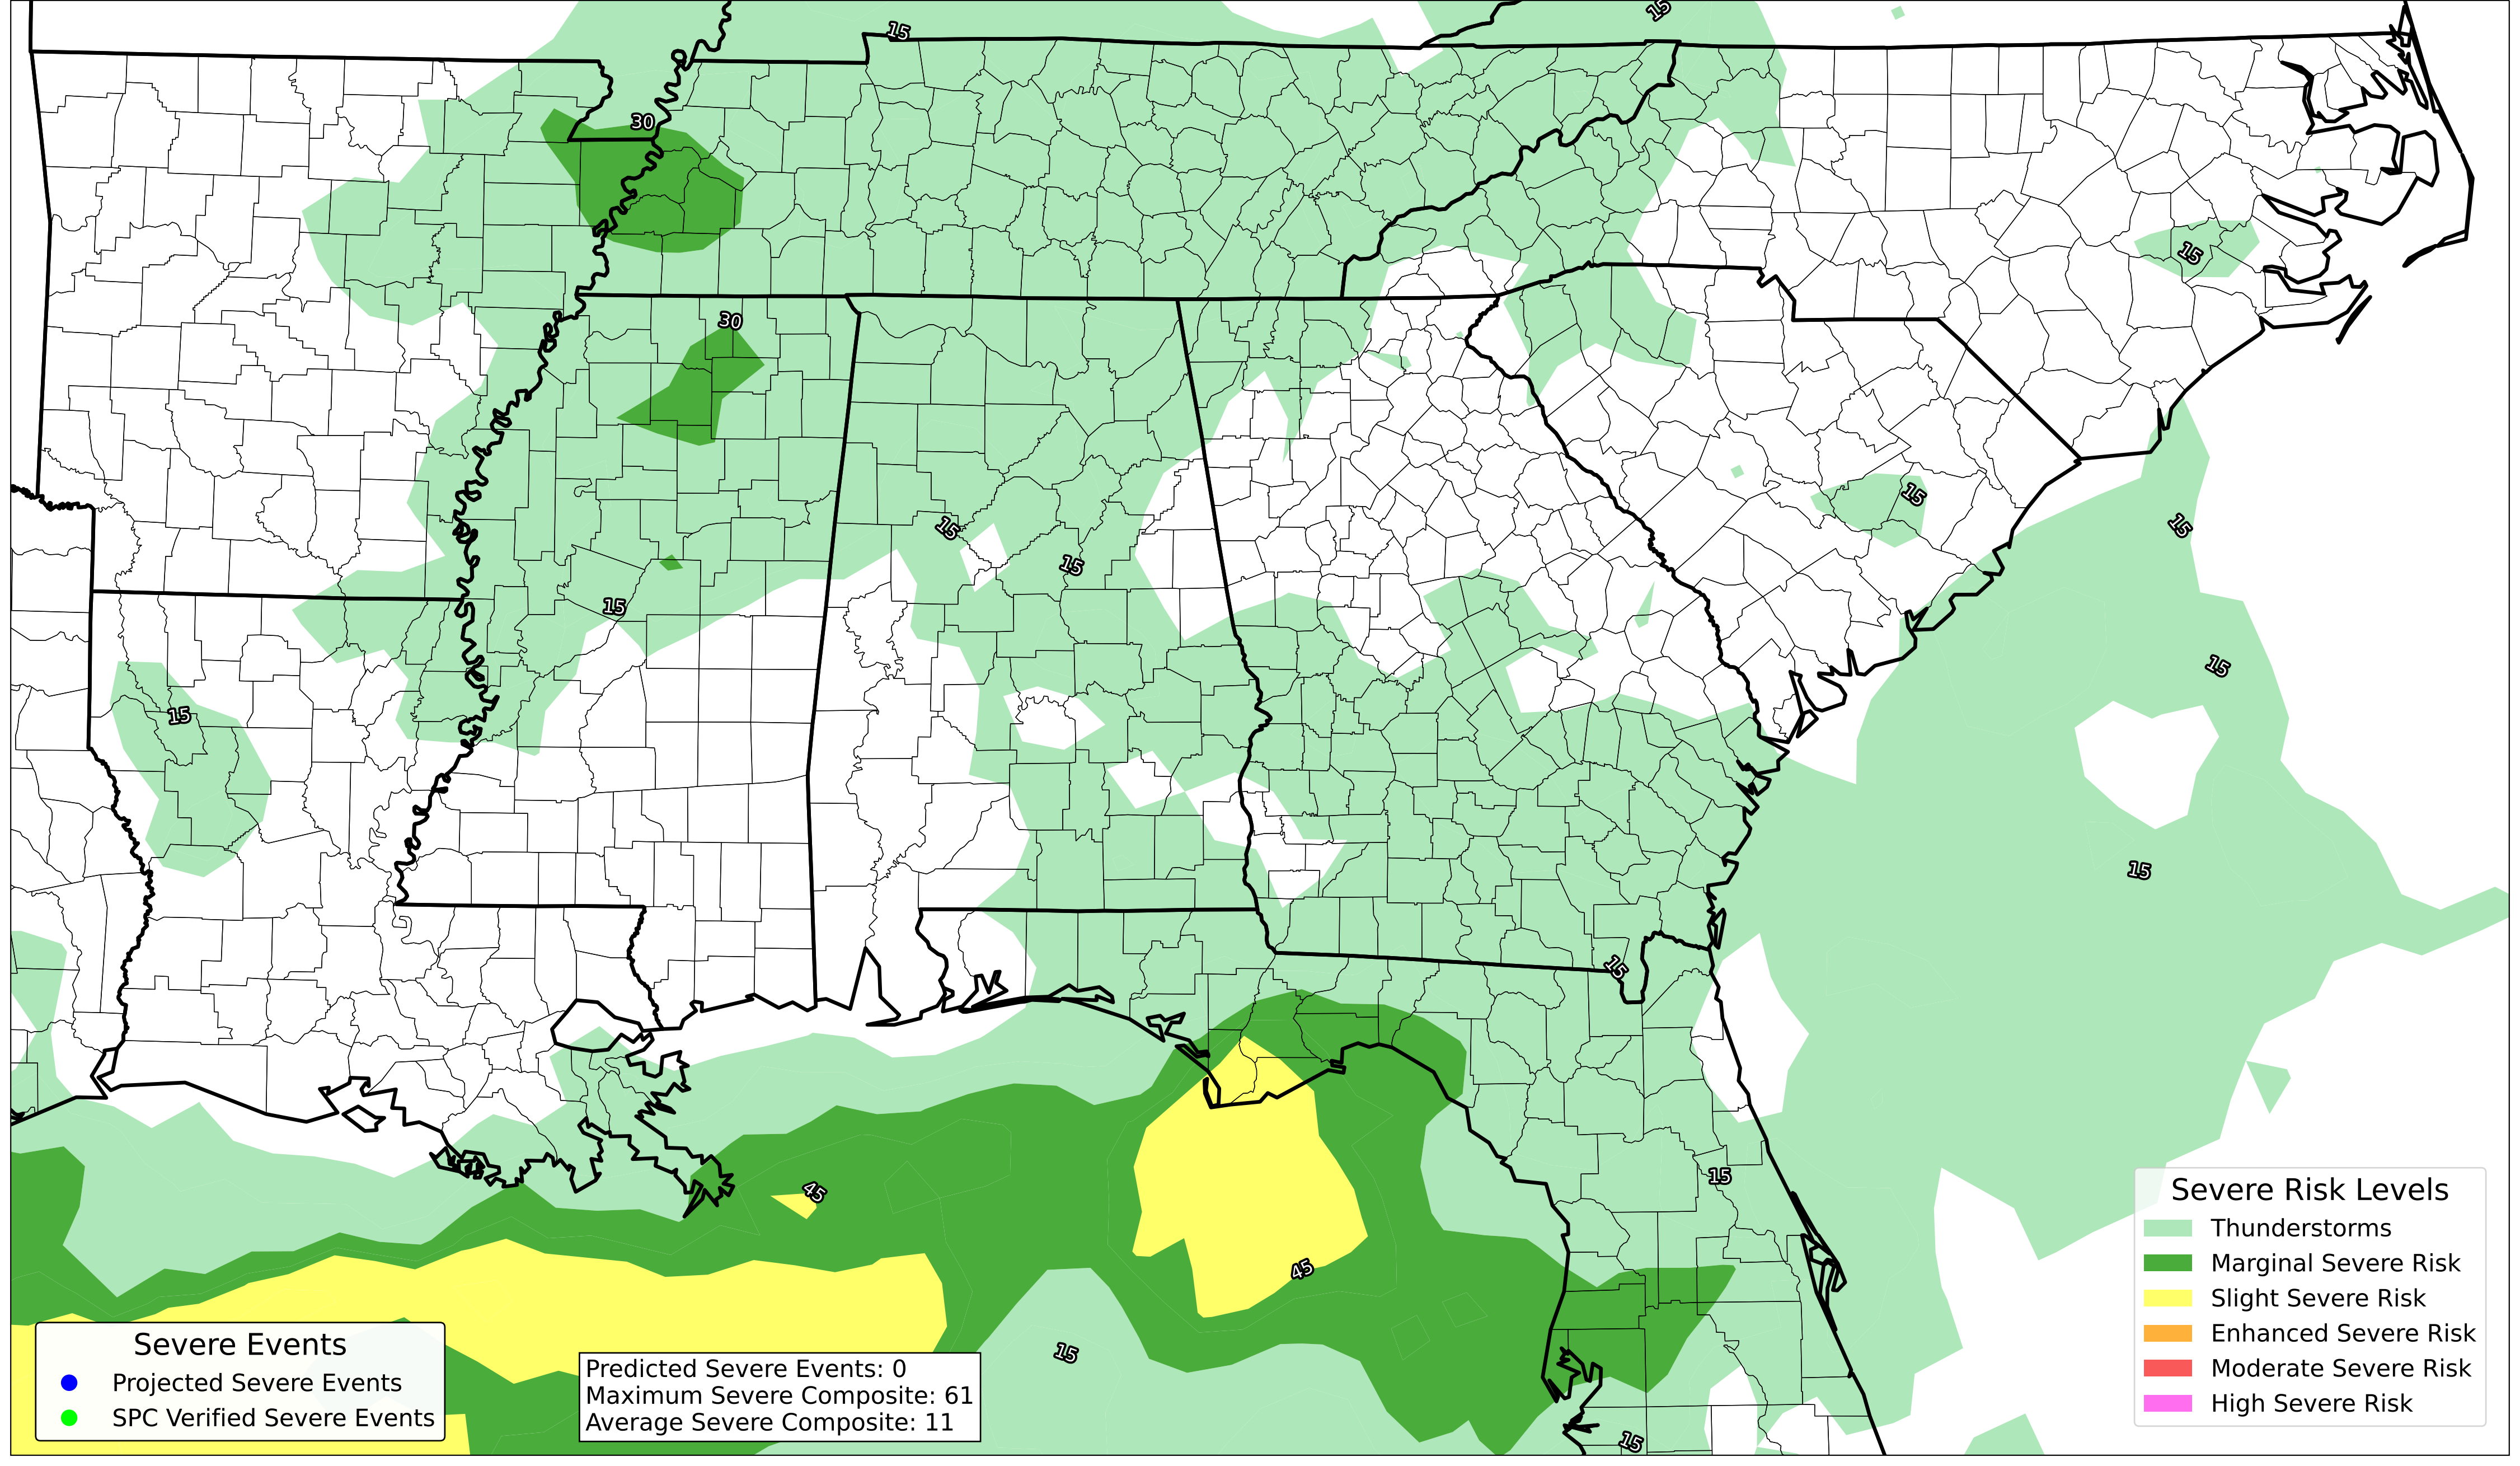 15
15
30
15
30
15
15
15
15
15
15
15
15
15
15
15
45
45
15
15
Severe Risk Levels
Thunderstorms
Marginal Severe Risk
Slight Severe Risk
Enhanced Severe Risk
Moderate Severe Risk
High Severe Risk
Severe Events
Projected Severe Events
SPC Verified Severe Events
Predicted Severe Events: 0
Maximum Severe Composite: 61
Average Severe Composite: 11